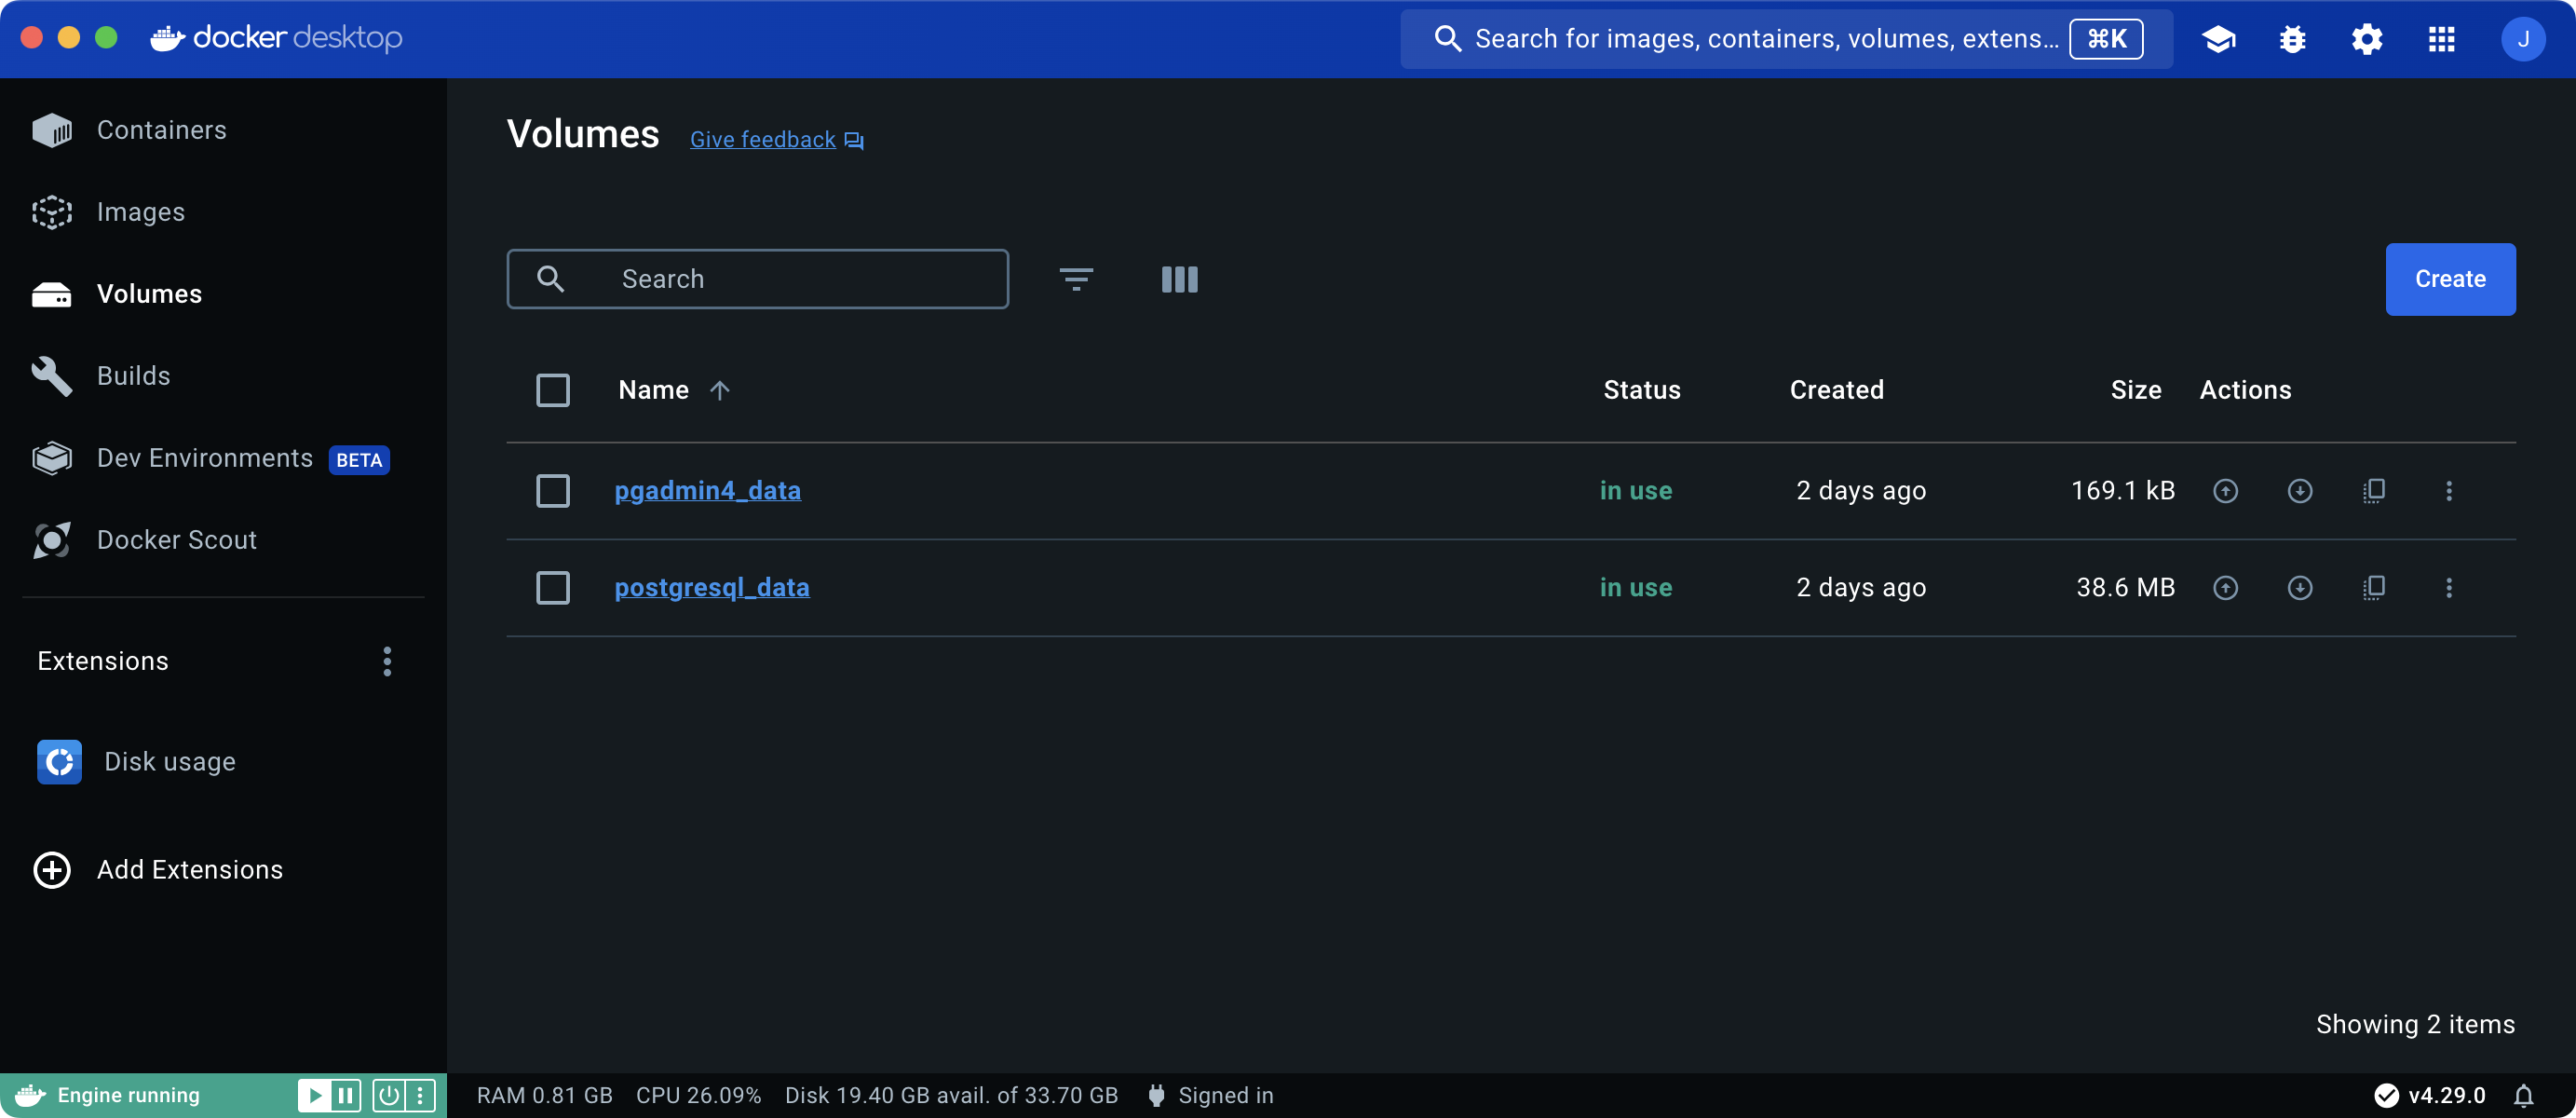 docker desktop
Search for images, containers, volumes, extens... ⌘K
J
Containers
Images
Volumes
Builds
Dev Environments BETA
Docker Scout
Extensions
Disk usage
Add Extensions
Volumes Give feedback
Search
Create
Name Status Created Size Actions
pgadmin4_data in use 2 days ago 169.1 kB
postgresql_data in use 2 days ago 38.6 MB
Showing 2 items
Engine running
RAM 0.81 GB CPU 26.09% Disk 19.40 GB avail. of 33.70 GB Signed in
v4.29.0